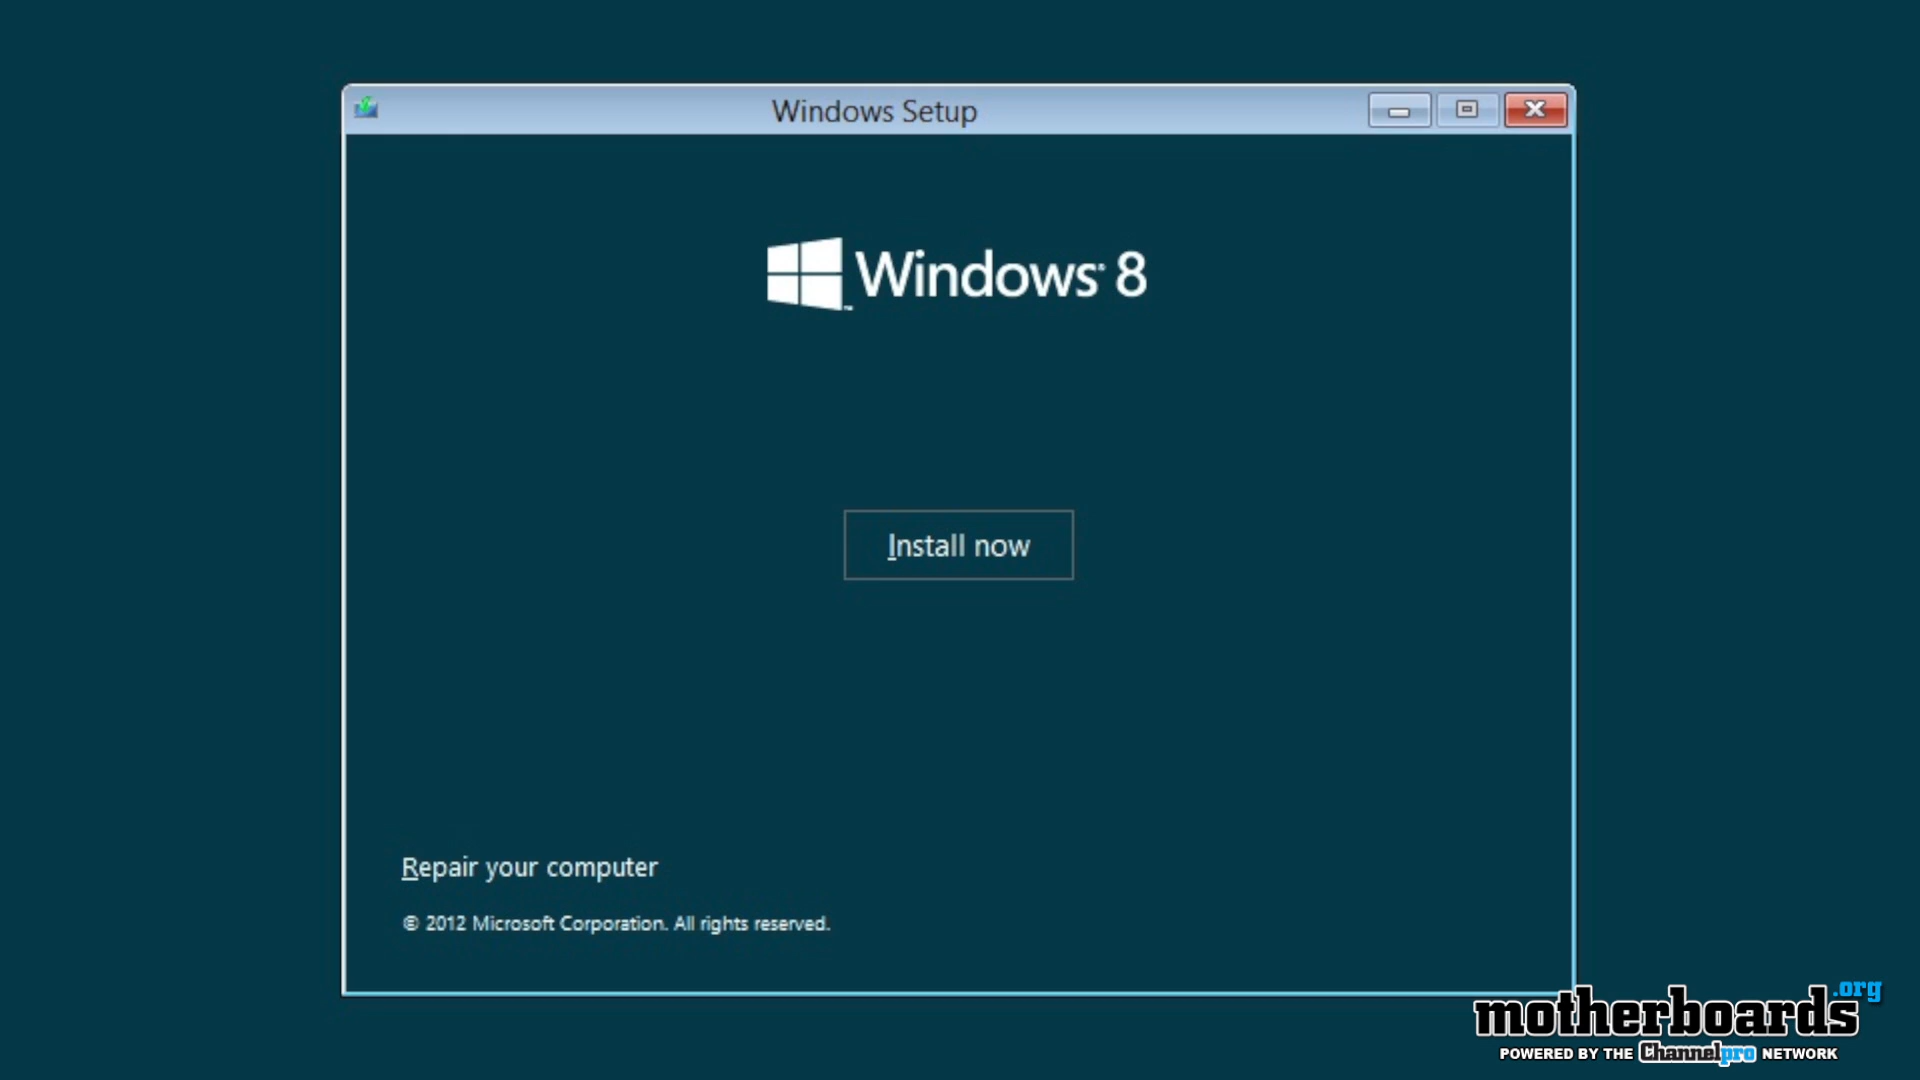 Windows Setup
Windows® 8
Install now
Repair your computer
© 2012 Microsoft Corporation. All rights reserved.
motherboards.org
POWERED BY THE Channelpro NETWORK